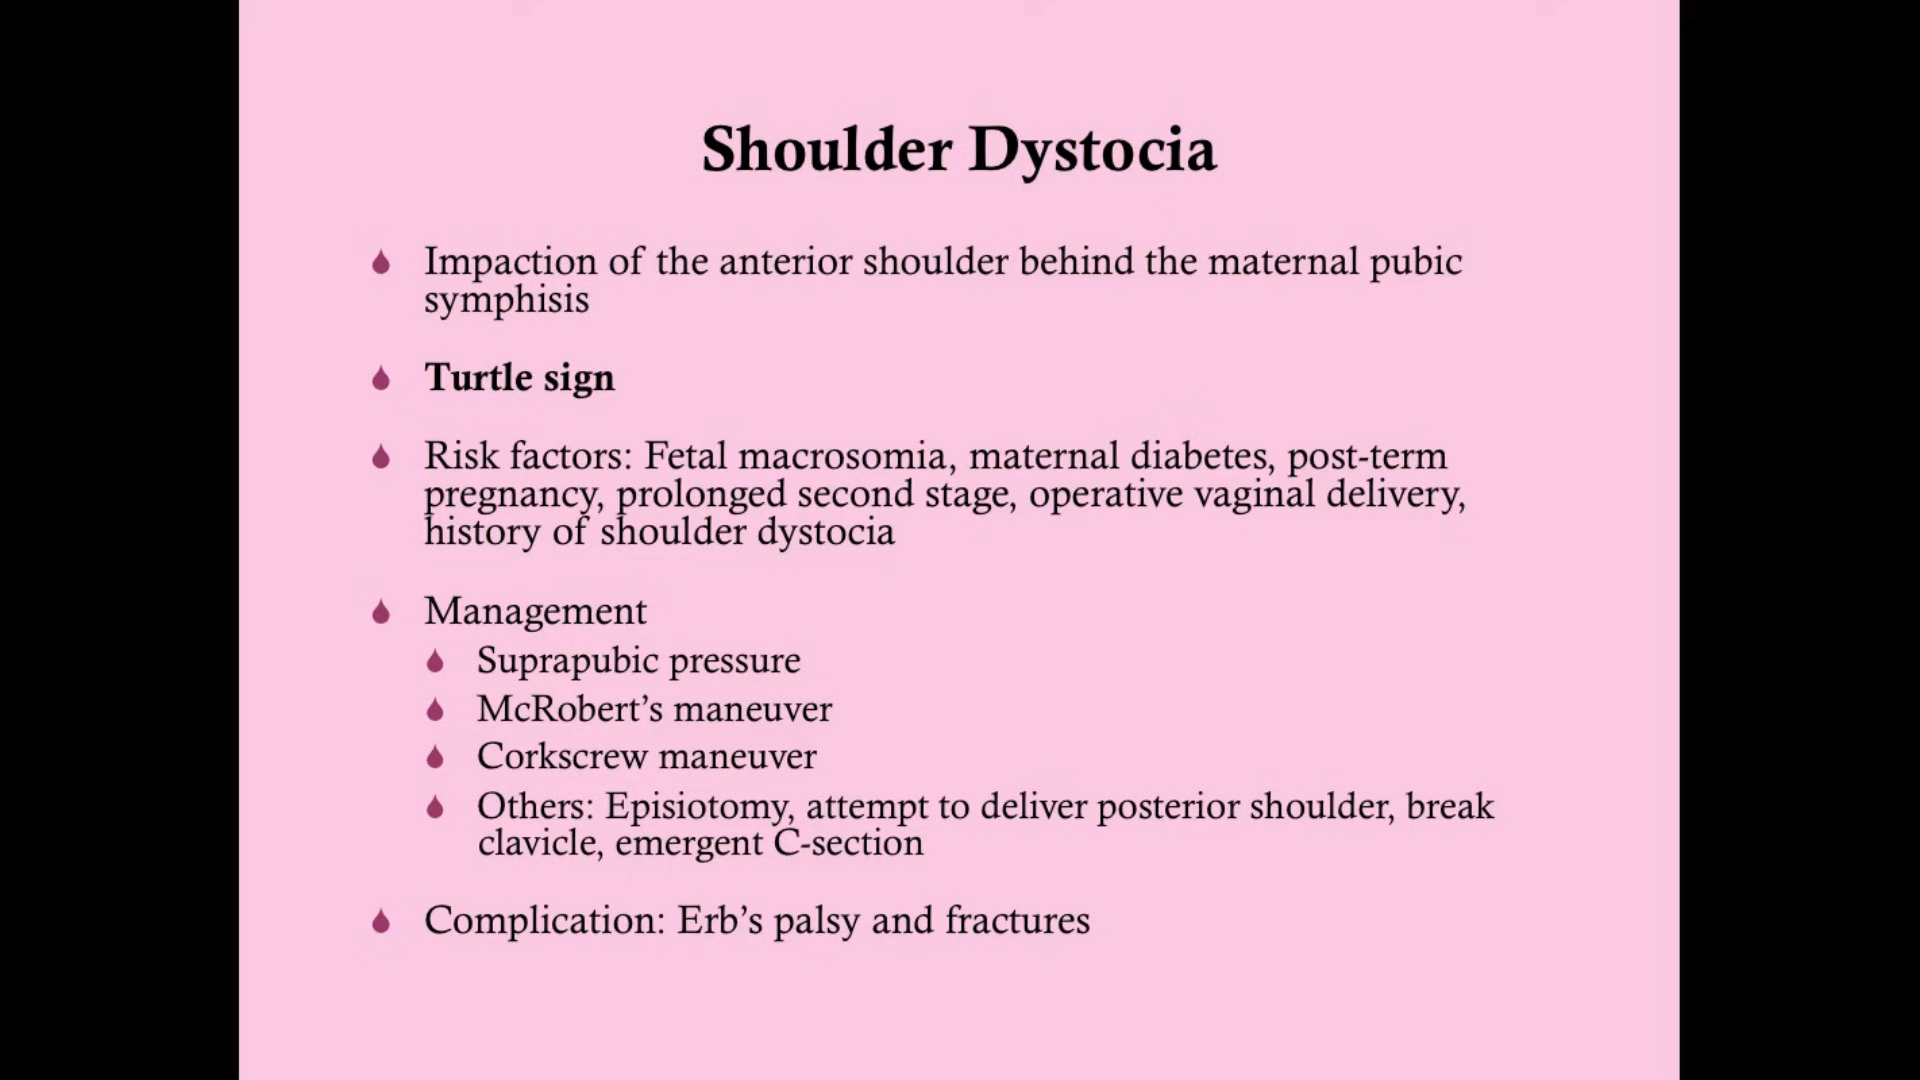 Shoulder Dystocia
Impaction of the anterior shoulder behind the maternal pubic
symphisis
Turtle sign
Risk factors: Fetal macrosomia, maternal diabetes, post-term
pregnancy, prolonged second stage, operative vaginal delivery,
history of shoulder dystocia
Management
Suprapubic pressure
McRobert’s maneuver
Corkscrew maneuver
Others: Episiotomy, attempt to deliver posterior shoulder, break
clavicle, emergent C-section
Complication: Erb’s palsy and fractures